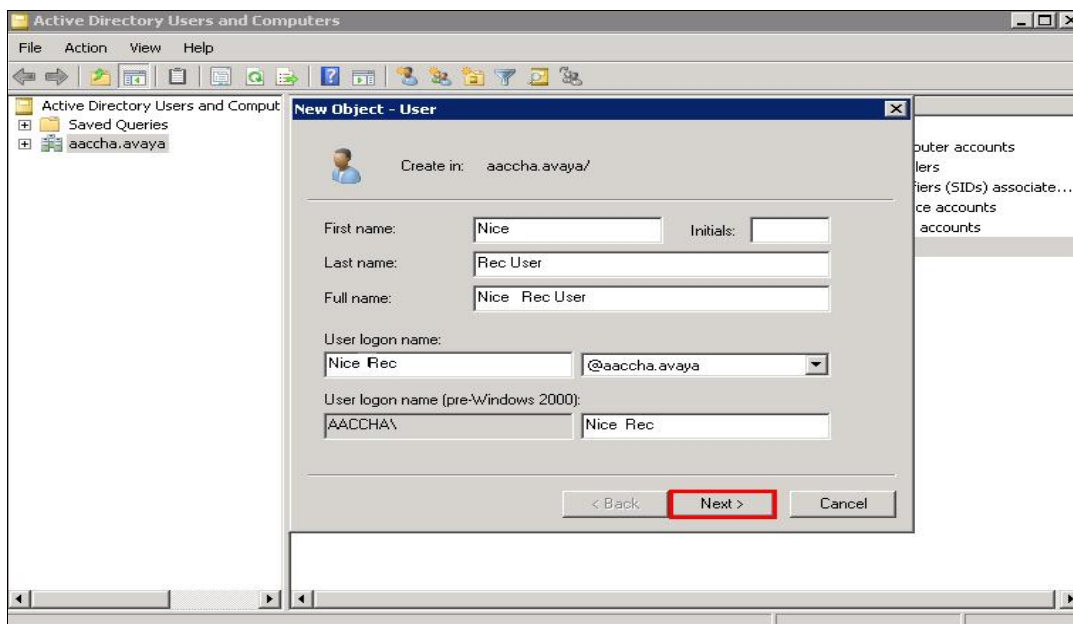 Active Directory Users and Computers
File Action View Help
Active Directory Users and Comput
Saved Queries
aaccha.avaya
New Object - User
Create in: aaccha.avaya/
First name: Nice Initials:
Last name: Rec User
Full name: Nice Rec User
User logon name:
Nice Rec @aaccha.avaya
User logon name (pre-Windows 2000):
AACCHA\ Nice Rec
< Back Next > Cancel
puter accounts
lers
fiers (SIDs) associate...
ce accounts
accounts